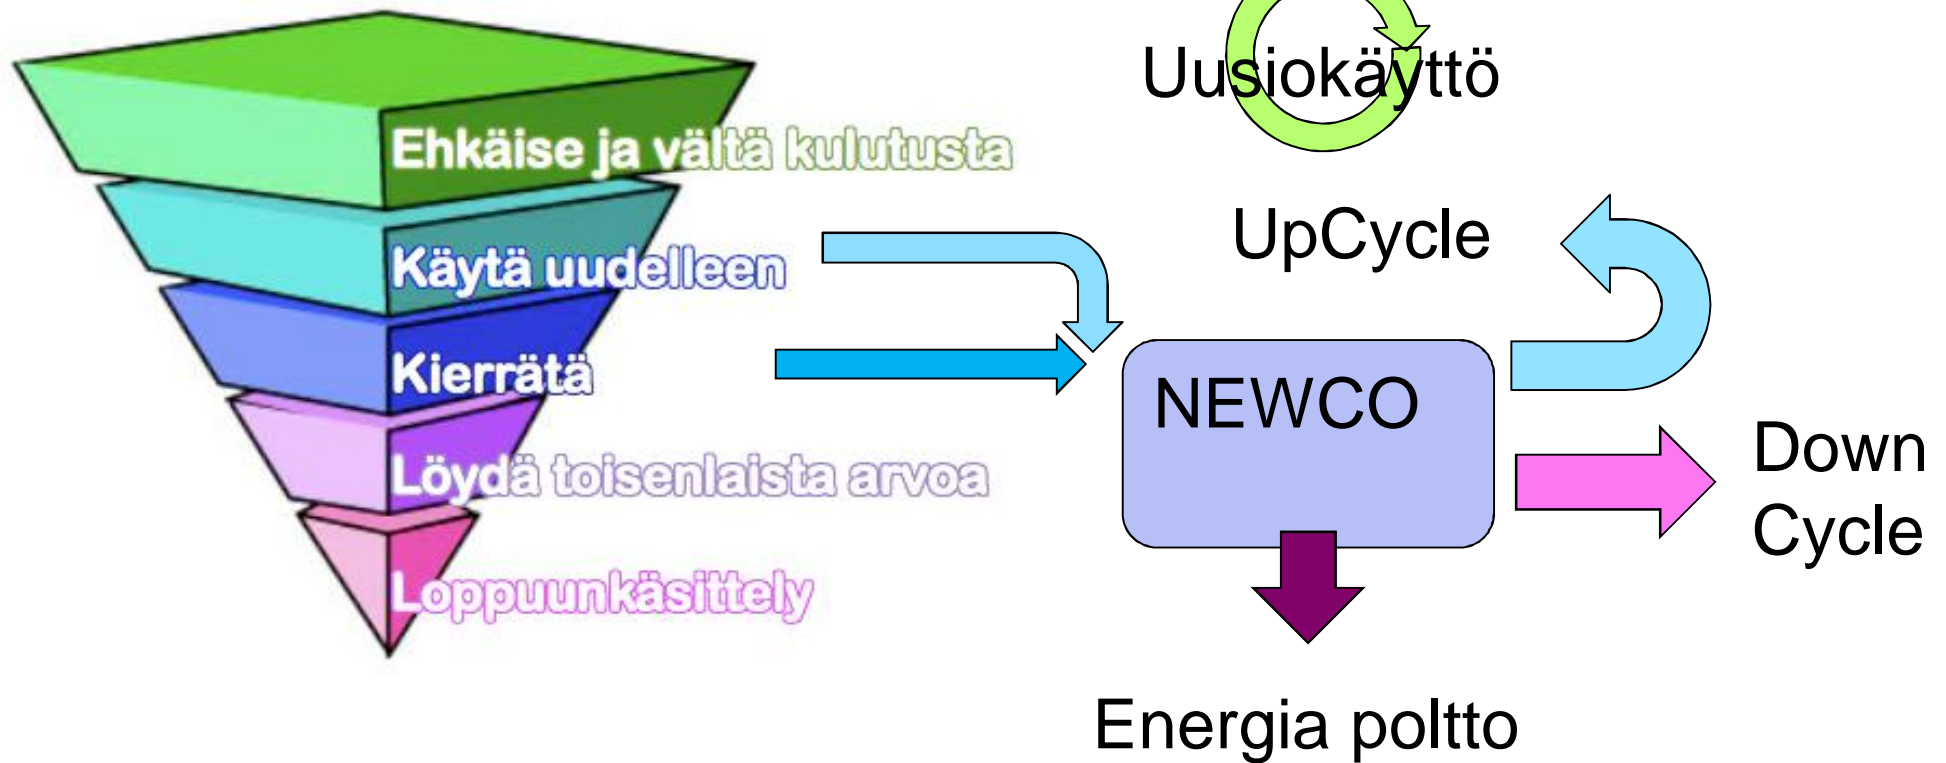 Ehkäise ja vältä kulutusta
Käytä uudelleen
Kierrätä
Löydä toisenlaista arvoa
Loppuunkäsittely
Uusiokäyttö
UpCycle
NEWCO
Down
Cycle
Energia poltto